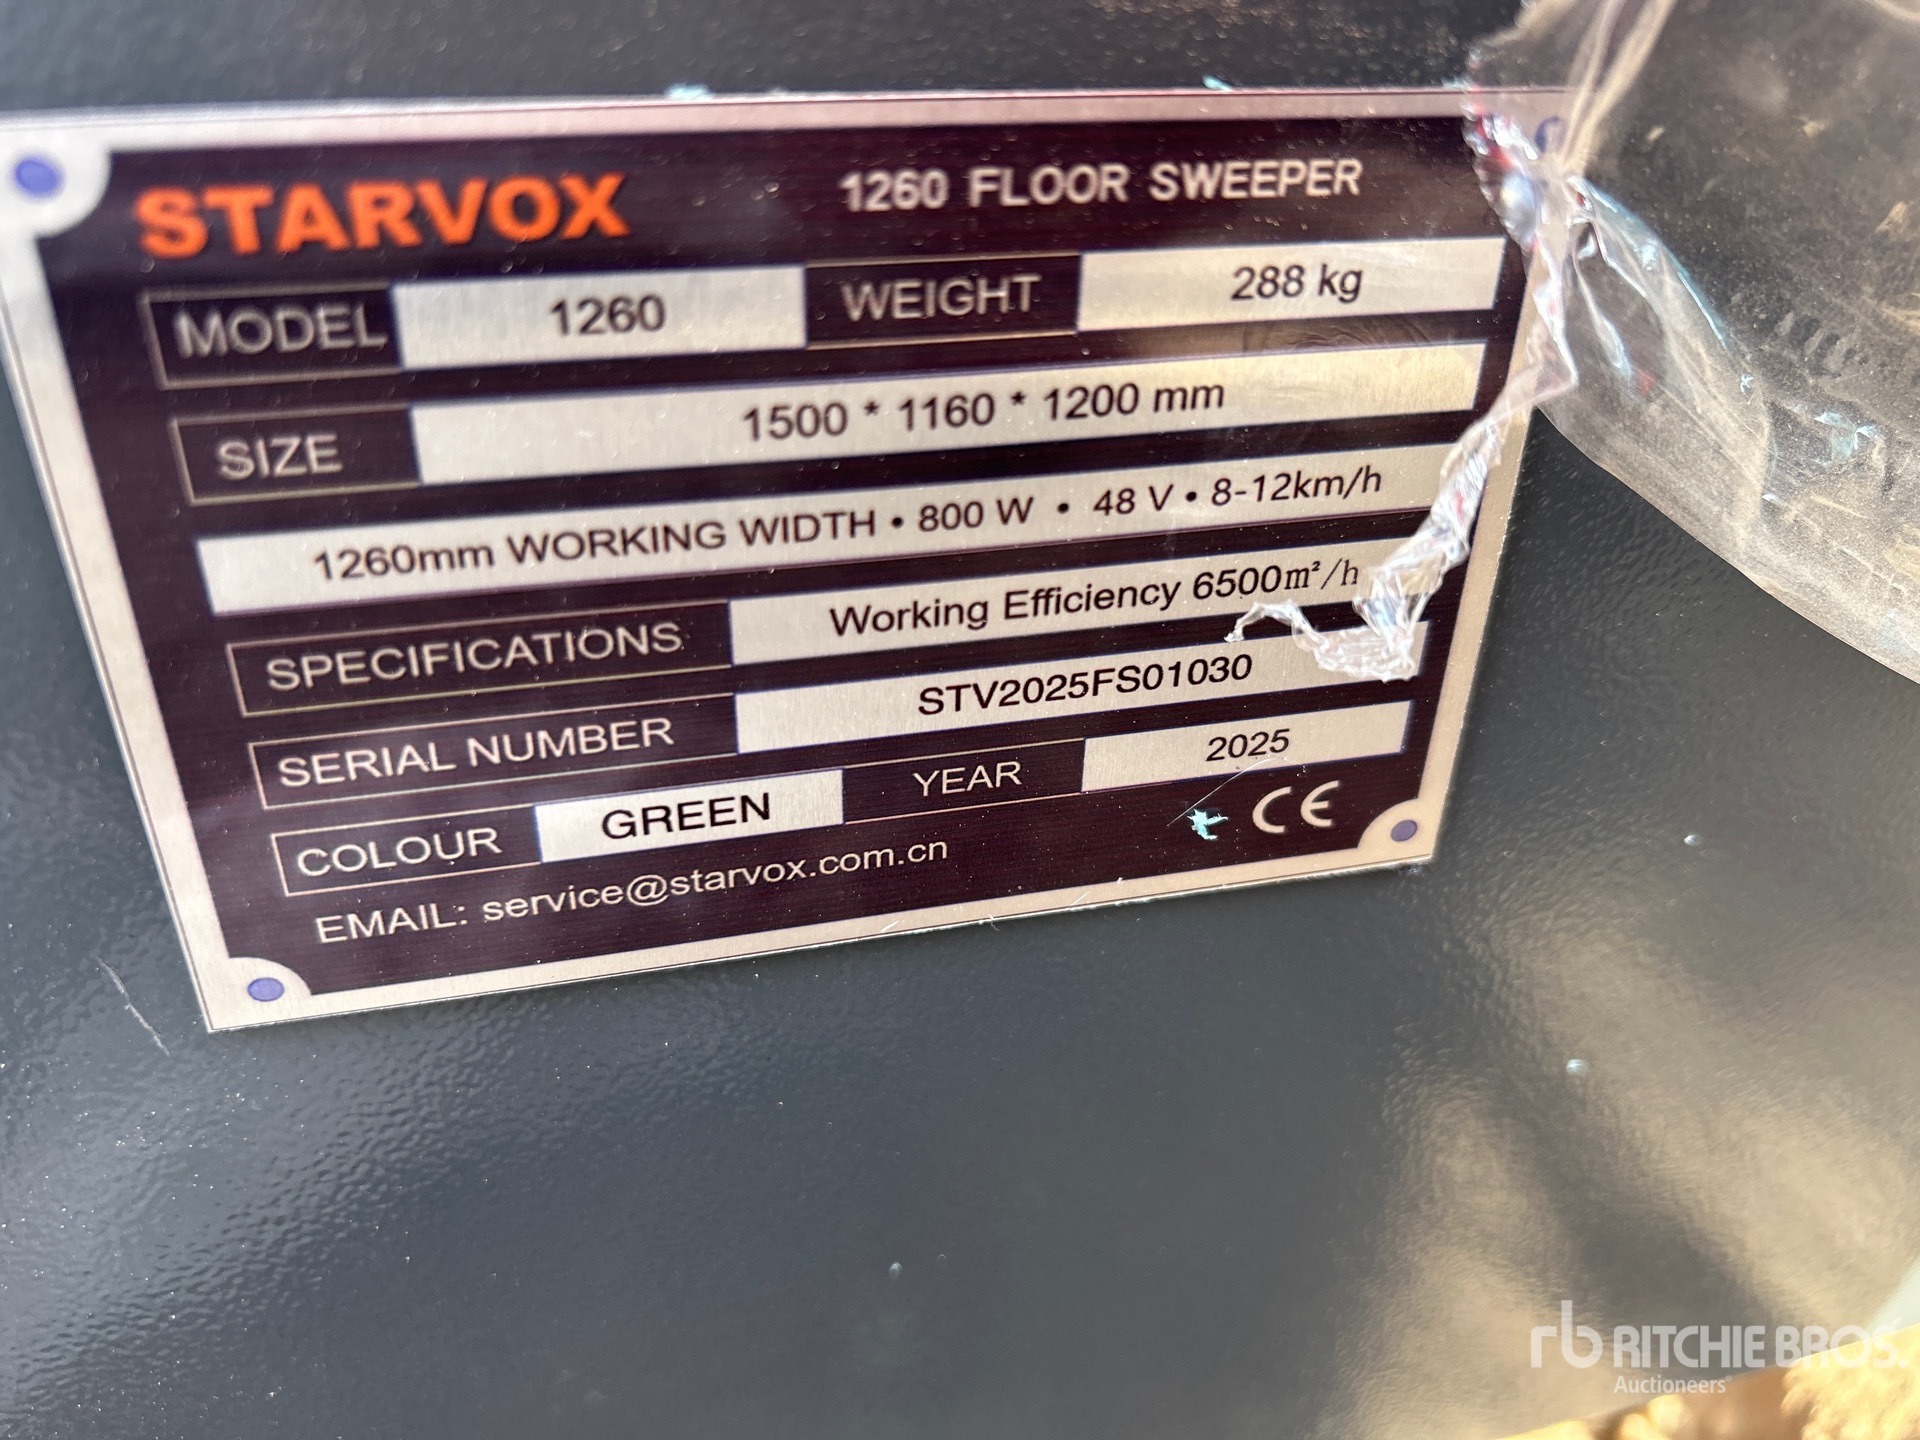 STARVOX 1260 FLOOR SWEEPER
MODEL 1260 WEIGHT 288 kg
SIZE 1500 * 1160 * 1200 mm
1260mm WORKING WIDTH • 800 W • 48 V • 8-12km/h
SPECIFICATIONS Working Efficiency 6500m²/h
SERIAL NUMBER STV2025FS01030
COLOUR GREEN YEAR 2025
EMAIL: service@starvox.com.cn CE
rb RITCHIE BROS.
Auctioneers